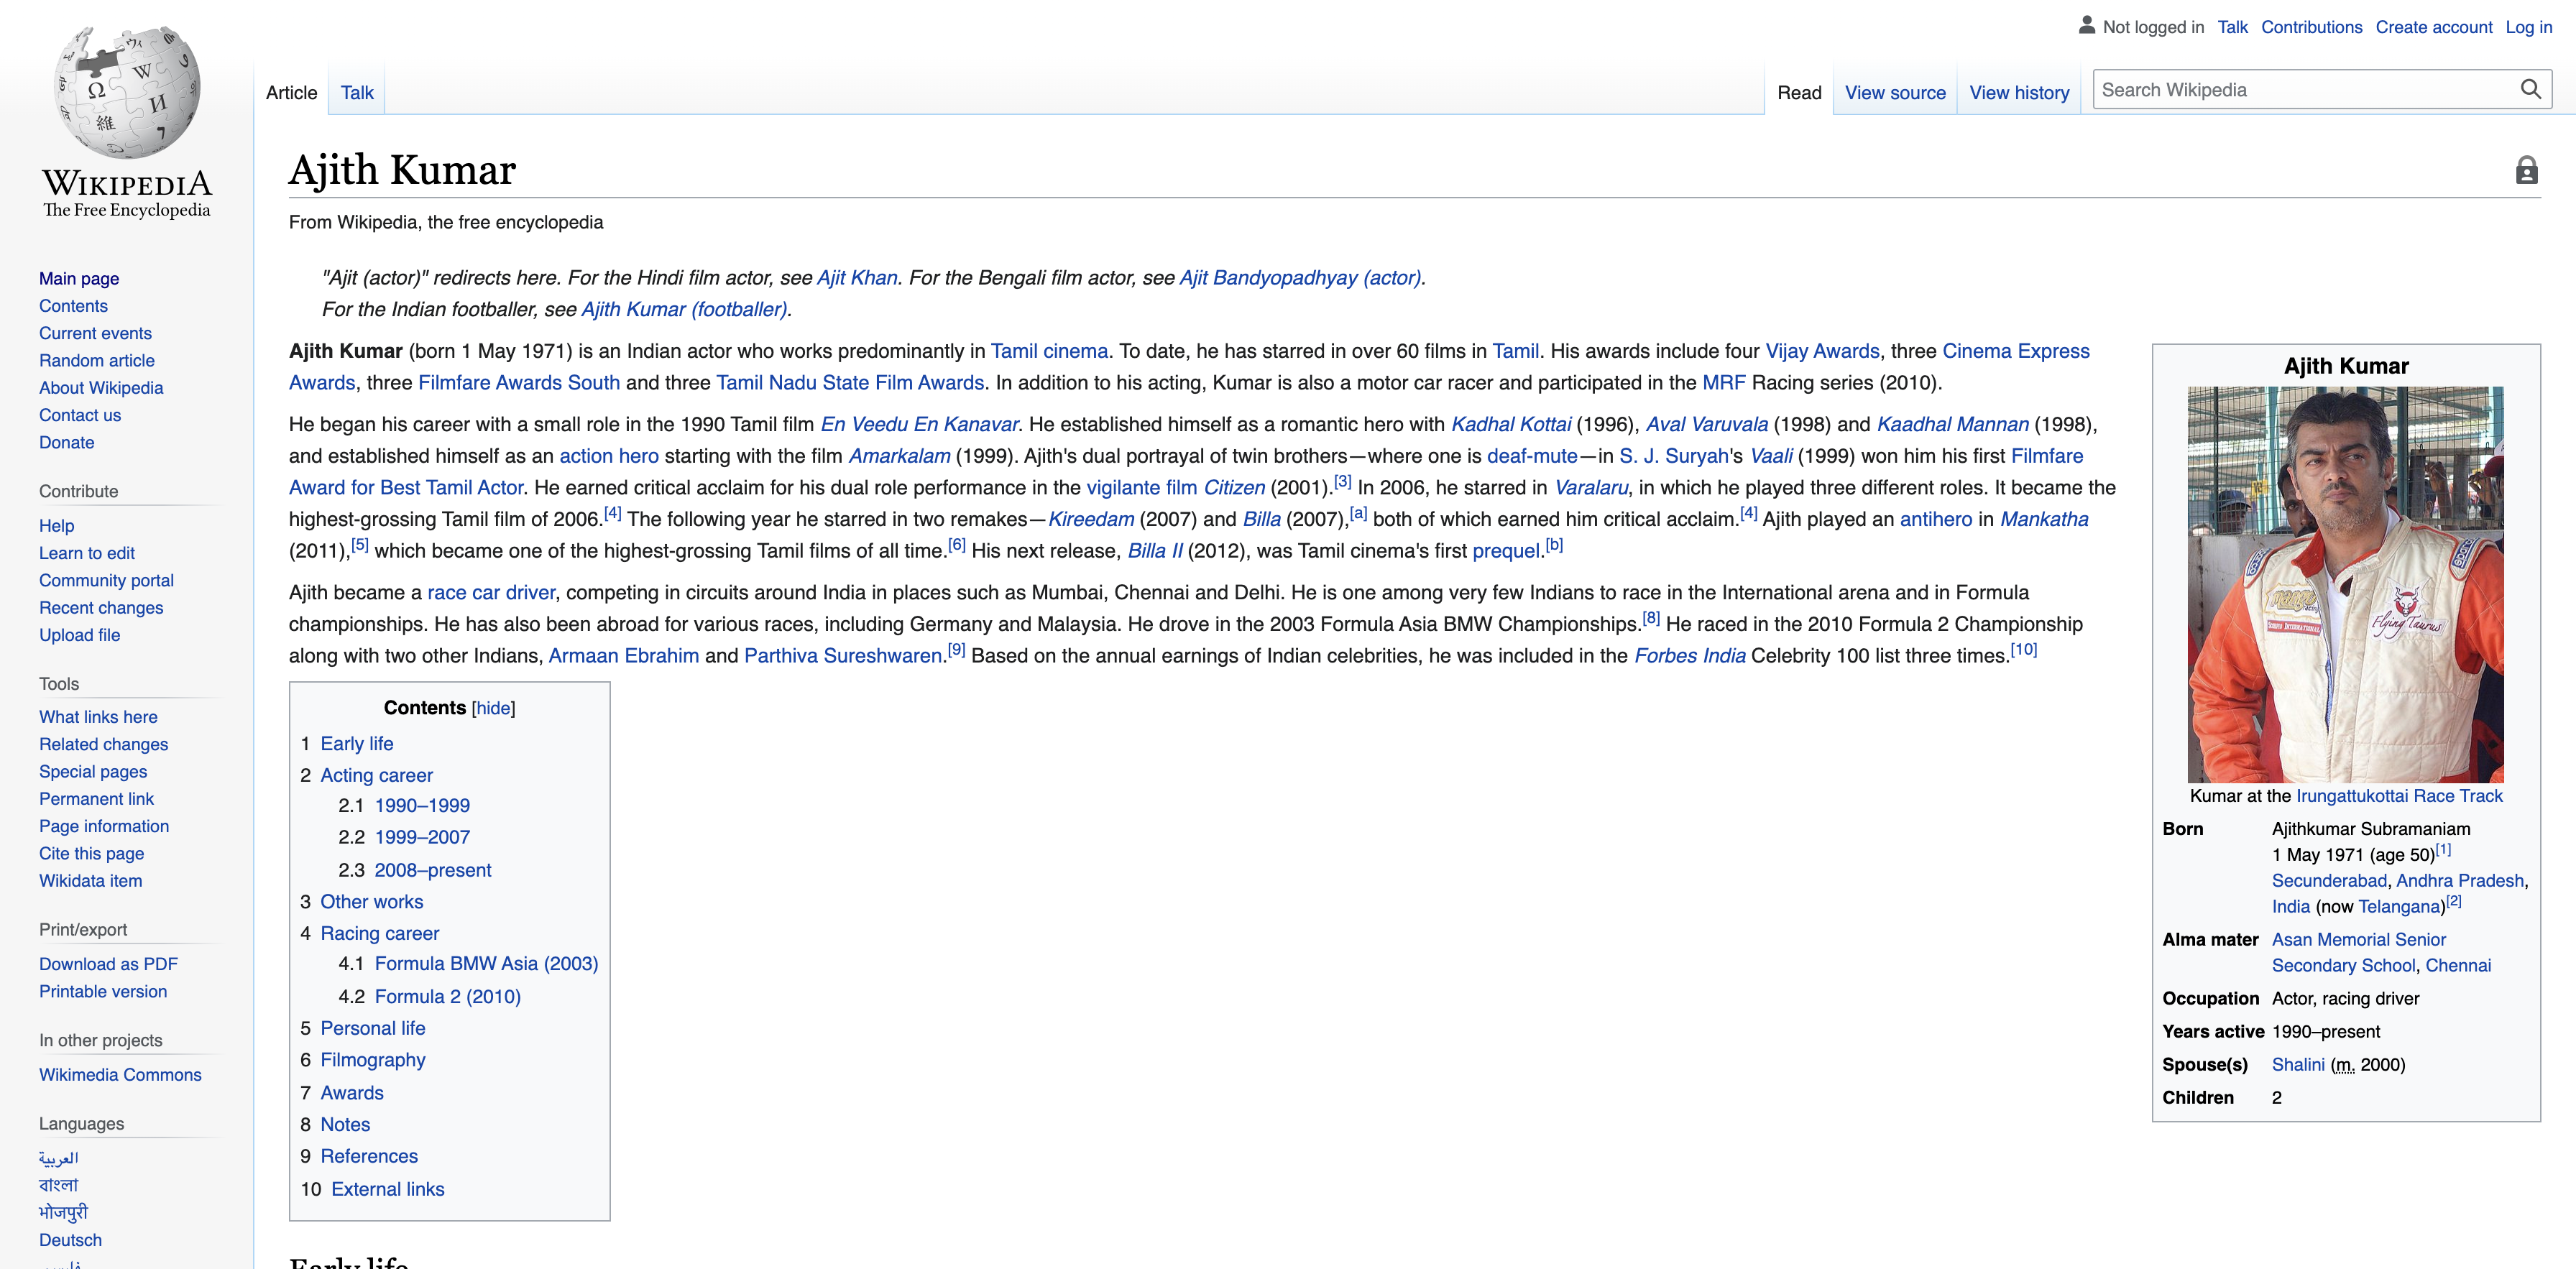 Not logged in Talk Contributions Create account Log in
Article Talk Read View source View history Search Wikipedia
WIKIPEDIA
The Free Encyclopedia
Main page
Contents
Current events
Random article
About Wikipedia
Contact us
Donate
Contribute
Help
Learn to edit
Community portal
Recent changes
Upload file
Tools
What links here
Related changes
Special pages
Permanent link
Page information
Cite this page
Wikidata item
Print/export
Download as PDF
Printable version
In other projects
Wikimedia Commons
Languages
العربية
বাংলা
भोजपुरी
Deutsch
فارسی
Ajith Kumar
From Wikipedia, the free encyclopedia
"Ajit (actor)" redirects here. For the Hindi film actor, see Ajit Khan. For the Bengali film actor, see Ajit Bandyopadhyay (actor).
For the Indian footballer, see Ajith Kumar (footballer).
Ajith Kumar (born 1 May 1971) is an Indian actor who works predominantly in Tamil cinema. To date, he has starred in over 60 films in Tamil. His awards include four Vijay Awards, three Cinema Express
Awards, three Filmfare Awards South and three Tamil Nadu State Film Awards. In addition to his acting, Kumar is also a motor car racer and participated in the MRF Racing series (2010).
He began his career with a small role in the 1990 Tamil film En Veedu En Kanavar. He established himself as a romantic hero with Kadhal Kottai (1996), Aval Varuvala (1998) and Kaadhal Mannan (1998),
and established himself as an action hero starting with the film Amarkalam (1999). Ajith's dual portrayal of twin brothers—where one is deaf-mute—in S. J. Suryah's Vaali (1999) won him his first Filmfare
Award for Best Tamil Actor. He earned critical acclaim for his dual role performance in the vigilante film Citizen (2001).[3] In 2006, he starred in Varalaru, in which he played three different roles. It became the
highest-grossing Tamil film of 2006.[4] The following year he starred in two remakes—Kireedam (2007) and Billa (2007),[a] both of which earned him critical acclaim.[4] Ajith played an antihero in Mankatha
(2011),[5] which became one of the highest-grossing Tamil films of all time.[6] His next release, Billa II (2012), was Tamil cinema's first prequel.[b]
Ajith became a race car driver, competing in circuits around India in places such as Mumbai, Chennai and Delhi. He is one among very few Indians to race in the International arena and in Formula
championships. He has also been abroad for various races, including Germany and Malaysia. He drove in the 2003 Formula Asia BMW Championships.[8] He raced in the 2010 Formula 2 Championship
along with two other Indians, Armaan Ebrahim and Parthiva Sureshwaren.[9] Based on the annual earnings of Indian celebrities, he was included in the Forbes India Celebrity 100 list three times.[10]
Contents [hide]
1 Early life
2 Acting career
2.1 1990–1999
2.2 1999–2007
2.3 2008–present
3 Other works
4 Racing career
4.1 Formula BMW Asia (2003)
4.2 Formula 2 (2010)
5 Personal life
6 Filmography
7 Awards
8 Notes
9 References
10 External links
Early life
Ajith Kumar
Flying Taurus
Kumar at the Irungattukottai Race Track
Born Ajithkumar Subramaniam
1 May 1971 (age 50)[1]
Secunderabad, Andhra Pradesh,
India (now Telangana)[2]
Alma mater Asan Memorial Senior
Secondary School, Chennai
Occupation Actor, racing driver
Years active 1990–present
Spouse(s) Shalini (m. 2000)
Children 2